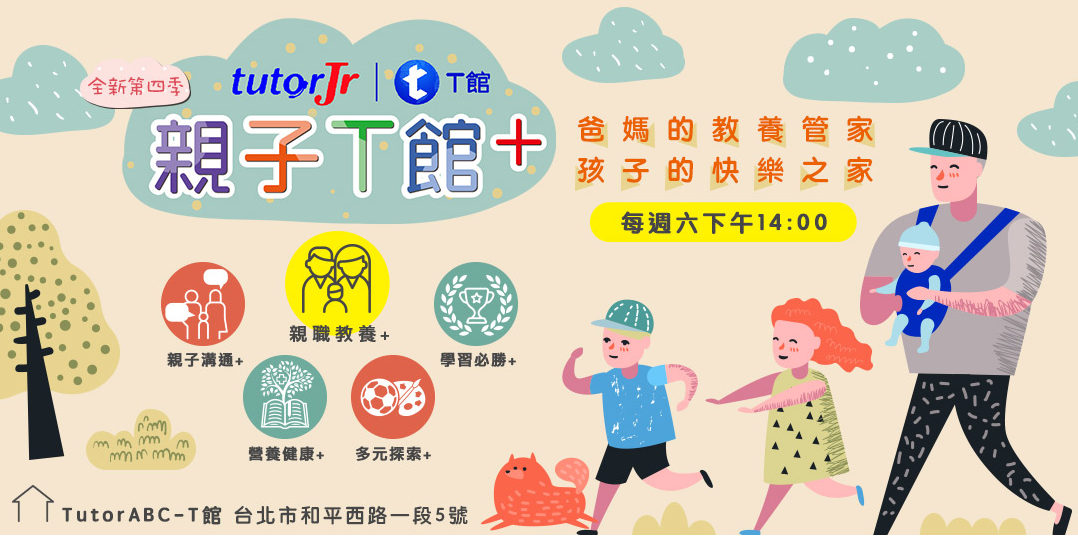 全新第四季
tutorJr | t T館
親子T館+
爸媽的教養管家
孩子的快樂之家
每週六下午14:00
親職教養+
親子溝通+
學習必勝+
營養健康+
多元探索+
TutorABC-T館 台北市和平西路一段5號